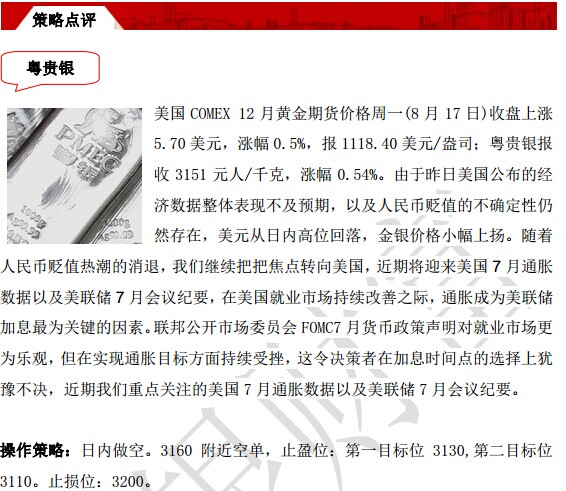 策略点评
粤贵银
美国 COMEX 12 月黄金期货价格周一(8 月 17 日)收盘上涨
5.70 美元，涨幅 0.5%，报 1118.40 美元/盎司；粤贵银报
收 3151 元人/千克，涨幅 0.54%。由于昨日美国公布的经
济数据整体表现不及预期，以及人民币贬值的不确定性仍
然存在，美元从日内高位回落，金银价格小幅上扬。随着
人民币贬值热潮的消退，我们继续把把焦点转向美国，近期将迎来美国 7 月通胀
数据以及美联储 7 月会议纪要，在美国就业市场持续改善之际，通胀成为美联储
加息最为关键的因素。联邦公开市场委员会 FOMC7 月货币政策声明对就业市场更
为乐观，但在实现通胀目标方面持续受挫，这令决策者在加息时间点的选择上犹
豫不决，近期我们重点关注的美国 7 月通胀数据以及美联储 7 月会议纪要。
操作策略：日内做空。3160 附近空单，止盈位：第一目标位 3130,第二目标位
3110。止损位：3200。
PMEC
粤银
1000g